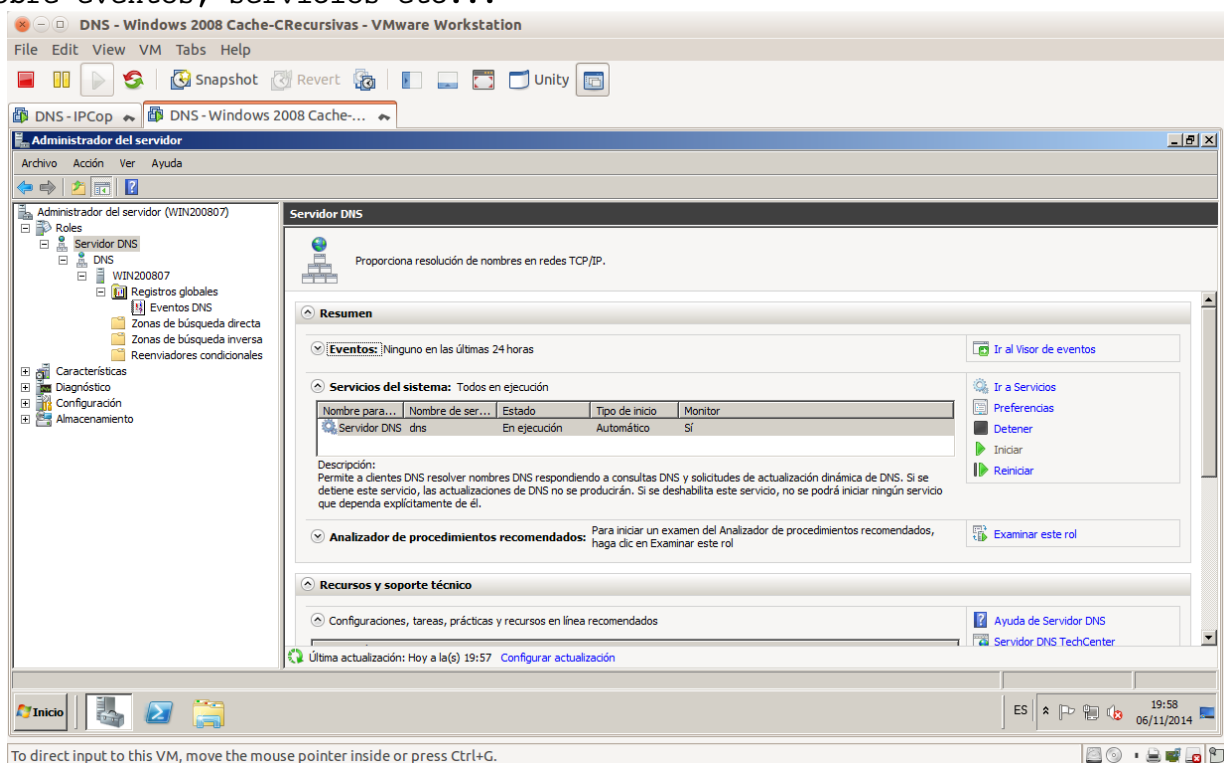 obre eventos, servicios etc...
DNS - Windows 2008 Cache-CRecursivas - VMware Workstation
File Edit View VM Tabs Help
Snapshot Revert Unity
DNS - IPCop DNS - Windows 2008 Cache-...
Administrador del servidor
Archivo Acción Ver Ayuda
Administrador del servidor (WIN200807)
Roles
Servidor DNS
DNS
WIN200807
Registros globales
Eventos DNS
Zonas de búsqueda directa
Zonas de búsqueda inversa
Reenviadores condicionales
Características
Diagnóstico
Configuración
Almacenamiento
Servidor DNS
Proporciona resolución de nombres en redes TCP/IP.
Resumen
Eventos: Ninguno en las últimas 24 horas
Ir al Visor de eventos
Servicios del sistema: Todos en ejecución
Nombre para... Nombre de ser... Estado Tipo de inicio Monitor
Servidor DNS dns En ejecución Automático Sí
Descripción:
Permite a clientes DNS resolver nombres DNS respondiendo a consultas DNS y solicitudes de actualización dinámica de DNS. Si se
detiene este servicio, las actualizaciones de DNS no se producirán. Si se deshabilita este servicio, no se podrá iniciar ningún servicio
que dependa explícitamente de él.
Ir a Servicios
Preferencias
Detener
Iniciar
Reiniciar
Analizador de procedimientos recomendados: Para iniciar un examen del Analizador de procedimientos recomendados,
haga clic en Examinar este rol
Examinar este rol
Recursos y soporte técnico
Configuraciones, tareas, prácticas y recursos en línea recomendados
Ayuda de Servidor DNS
Servidor DNS TechCenter
Última actualización: Hoy a la(s) 19:57 Configurar actualización
Inicio
ES
19:58
06/11/2014
To direct input to this VM, move the mouse pointer inside or press Ctrl+G.